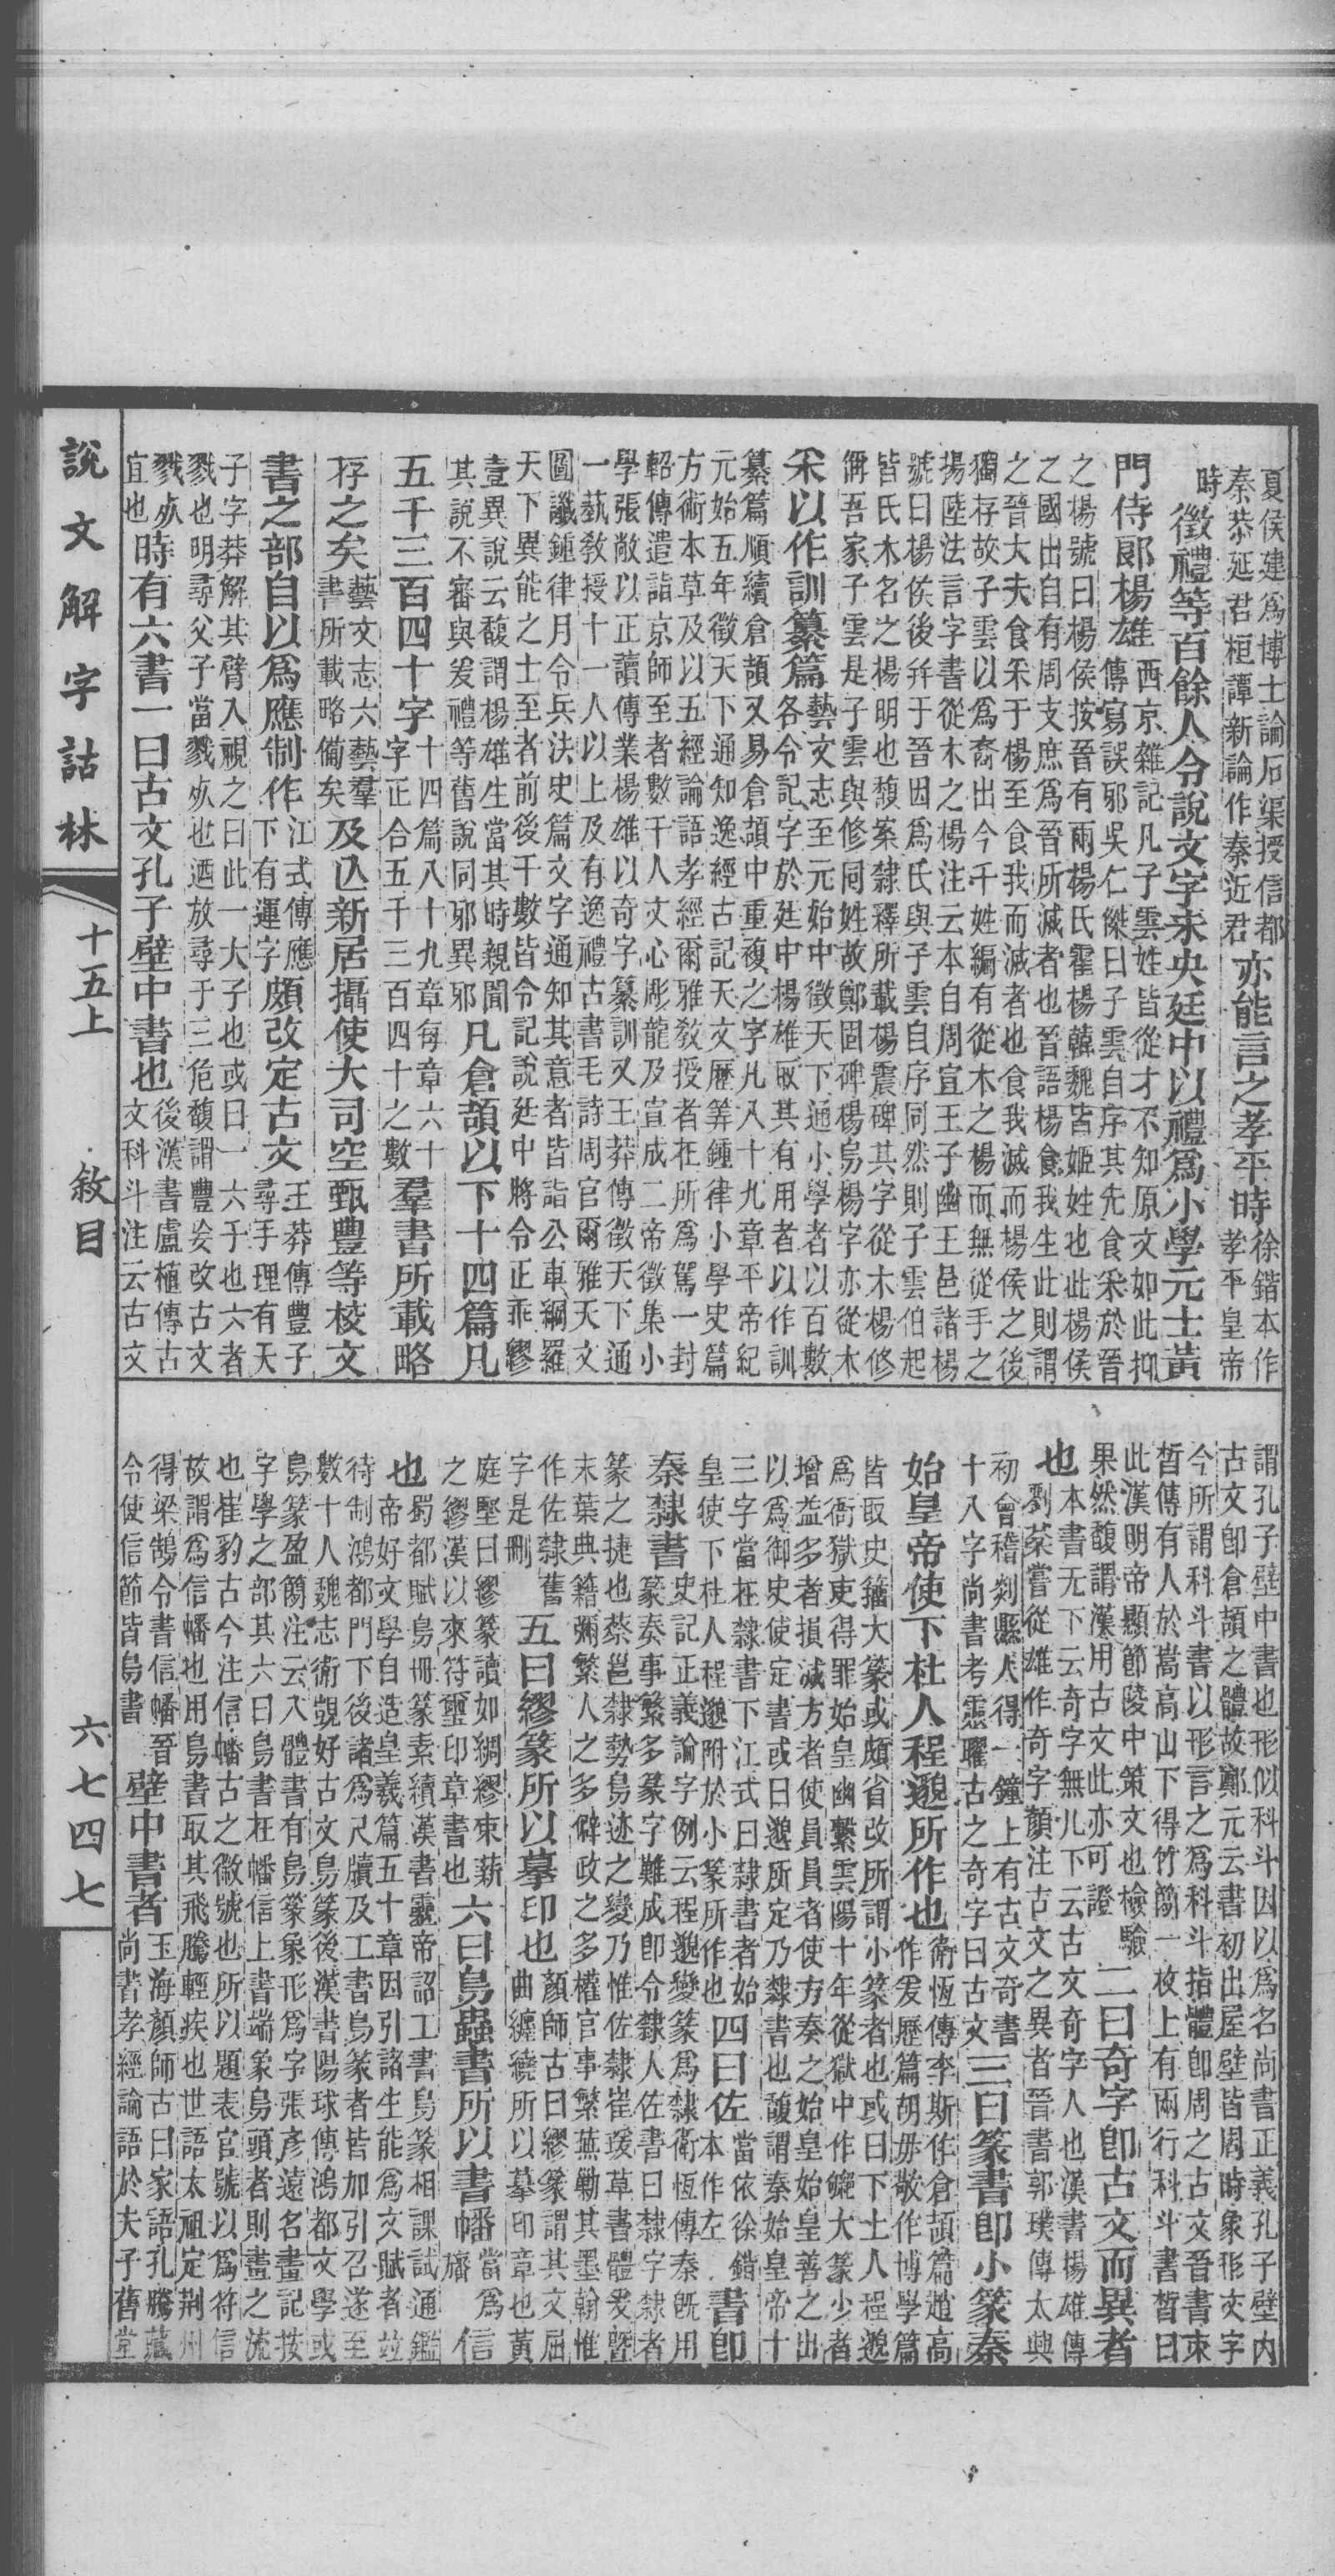 夏侯建爲博士論石渠授信都
秦恭延君桓譚新論作秦近君
亦能言之孝平時
徐鍇本作
孝平皇帝
時
徵禮等百餘人令說文字未央廷中以禮爲小學元士黃
門侍郎楊雄
西京雜記凡子雲姓皆從才不知原文如此抑
傳寫誤邪吳仁傑曰子雲自序其先食采於晉
之楊號曰楊侯按晉有兩楊氏霍楊韓魏皆姬姓也此楊侯
之國出自有周支庶爲晉所滅者也晉語楊食我生此則謂
之晉大夫食采于楊至食我而滅者也食我滅而楊侯之後
獨存故子雲以爲裔出今千姓編有從木之楊而無從手之
揚陸法言字書從木之楊注云本自周宣王子幽王邑諸楊
號曰楊侯後幷于晉因爲氏與子雲自序同然則子雲伯起
皆氏木名之楊明也馥案隸釋所載楊震碑其字從木楊修
偁吾家子雲是子雲與修同姓故鄭固碑楊烏楊字亦從木
采以作訓纂篇
藝文志至元始中徵天下通小學者以百數
各令記字於廷中楊雄取其有用者以作訓
纂篇順續倉頡又易倉頡中重複之字凡八十九章平帝紀
元始五年徵天下通知逸經古記天文歷筭鍾律小學史篇
方術本草及以五經論語孝經爾雅敎授者在所爲駕一封
軺傳遣詣京師至者數千人文心彫龍及宣成二帝徵集小
學張敞以正讀傳業楊雄以奇字纂訓又王莽傳徵天下通
一藝敎授十一人以上及有逸禮古書毛詩周官爾雅天文
圖讖鍾律月令兵法史篇文字通知其意者皆詣公車網羅
天下異能之士至者前後千數皆令記說廷中將令正乖繆
壹異說云馥謂楊雄生當其時親聞
其說不審與爰禮等舊說同邪異邪
凡倉頡以下十四篇凡
五千三百四十字
十四篇八十九章每章六十
字正合五千三百四十之數
羣書所載略
存之矣
藝文志六藝羣
書所載略備矣
及亾新居攝使大司空甄豐等校文
書之部自以爲應制作
江式傳應
下有運字
頗改定古文
王莽傳豐子
尋手理有天
子字莽解其臂入視之曰此一大子也或曰一六子也六者
戮也明尋父子當戮死也迺放尋于三危馥謂豐妄改古文
戮死
宜也
時有六書一曰古文孔子壁中書也
後漢書盧植傳古
文科斗注云古文
謂孔子壁中書也形似科斗因以爲名尚書正義孔子壁內
古文卽倉頡之體故鄭元云書初出屋壁皆周時象形文字
今所謂科斗書以形言之爲科斗指體卽周之古文晉書束
晳傳有人於嵩高山下得竹簡一枚上有兩行科斗書晳曰
此漢明帝顯節陵中策文也檢驗
果然馥謂漢用古文此亦可證
二曰奇字卽古文而異者
也
本書无下云奇字無儿下云古文奇字人也漢書楊雄傳
劉棻嘗從雄作奇字顏注古文之異者晉書郭璞傳太興
初會稽剡縣人得一鐘上有古文奇書
十八字尚書考靈曜古之奇字曰古文
三曰篆書卽小篆秦
始皇帝使下杜人程邈所作也
衛恆傳李斯作倉頡篇趙高
作爰歷篇胡毋敬作博學篇
皆取史籀大篆或頗省改所謂小篆者也或曰下土人程邈
爲衙獄吏得罪始皇幽繫雲陽十年從獄中作大篆少者
增益多者損減方者使員員者使方奏之始皇始皇善之出
以爲御史使定書或曰邈所定乃隸書也馥謂秦始皇帝十
三字當在隸書下江式曰隸書者始
皇使下杜人程邈附於小篆所作也
四曰佐
本作左
當依徐鍇
書卽
秦隸書
史記正義論字例云程邈變篆爲隸衛恆傳秦旣用
篆奏事繁多篆字難成卽令隸人佐書曰隸字隸者
篆之捷也蔡邕隸勢鳥迹之變乃惟佐隸崔瑗草書體爰曁
末葉典籍彌繁人之多僻政之多權官事繁蕪勦其墨翰惟
作佐隸舊
字是刪
五曰繆篆所以摹印也
顏師古曰繆篆謂其文屈
曲纏繞所以摹印章也黃
庭堅曰繆篆讀如綢繆束薪
之繆漢以來符璽印章書也
六曰鳥蟲書所以書幡
當爲
旛
信
也
蜀都賦鳥冊篆素續漢書靈帝詔工書鳥篆相課試通鑑
帝好文學自造皇羲篇五十章因引諸生能爲文賦者竝
待制鴻都門下後諸爲尺牘及工書鳥篆者皆加引召遂至
數十人魏志衛覬好古文鳥篆後漢書陽球傳鴻都文學或
鳥篆盈簡注云八體書有鳥篆象形爲字張彥遠名畫記按
字學之部其六曰鳥書在幡信上書端象鳥頭者則畫之流
也崔豹古今注信幡古之徽號也所以題表官號以爲符信
故謂爲信幡也用鳥書取其飛騰輕疾也世語太祖定荆州
得梁鵠令書信幡晉
令使信節皆鳥書
壁中書者
玉海顏師古曰家語孔騰藏
尚書孝經論語於夫子舊堂
說文解字詁林
十五上
敘目
六七四七